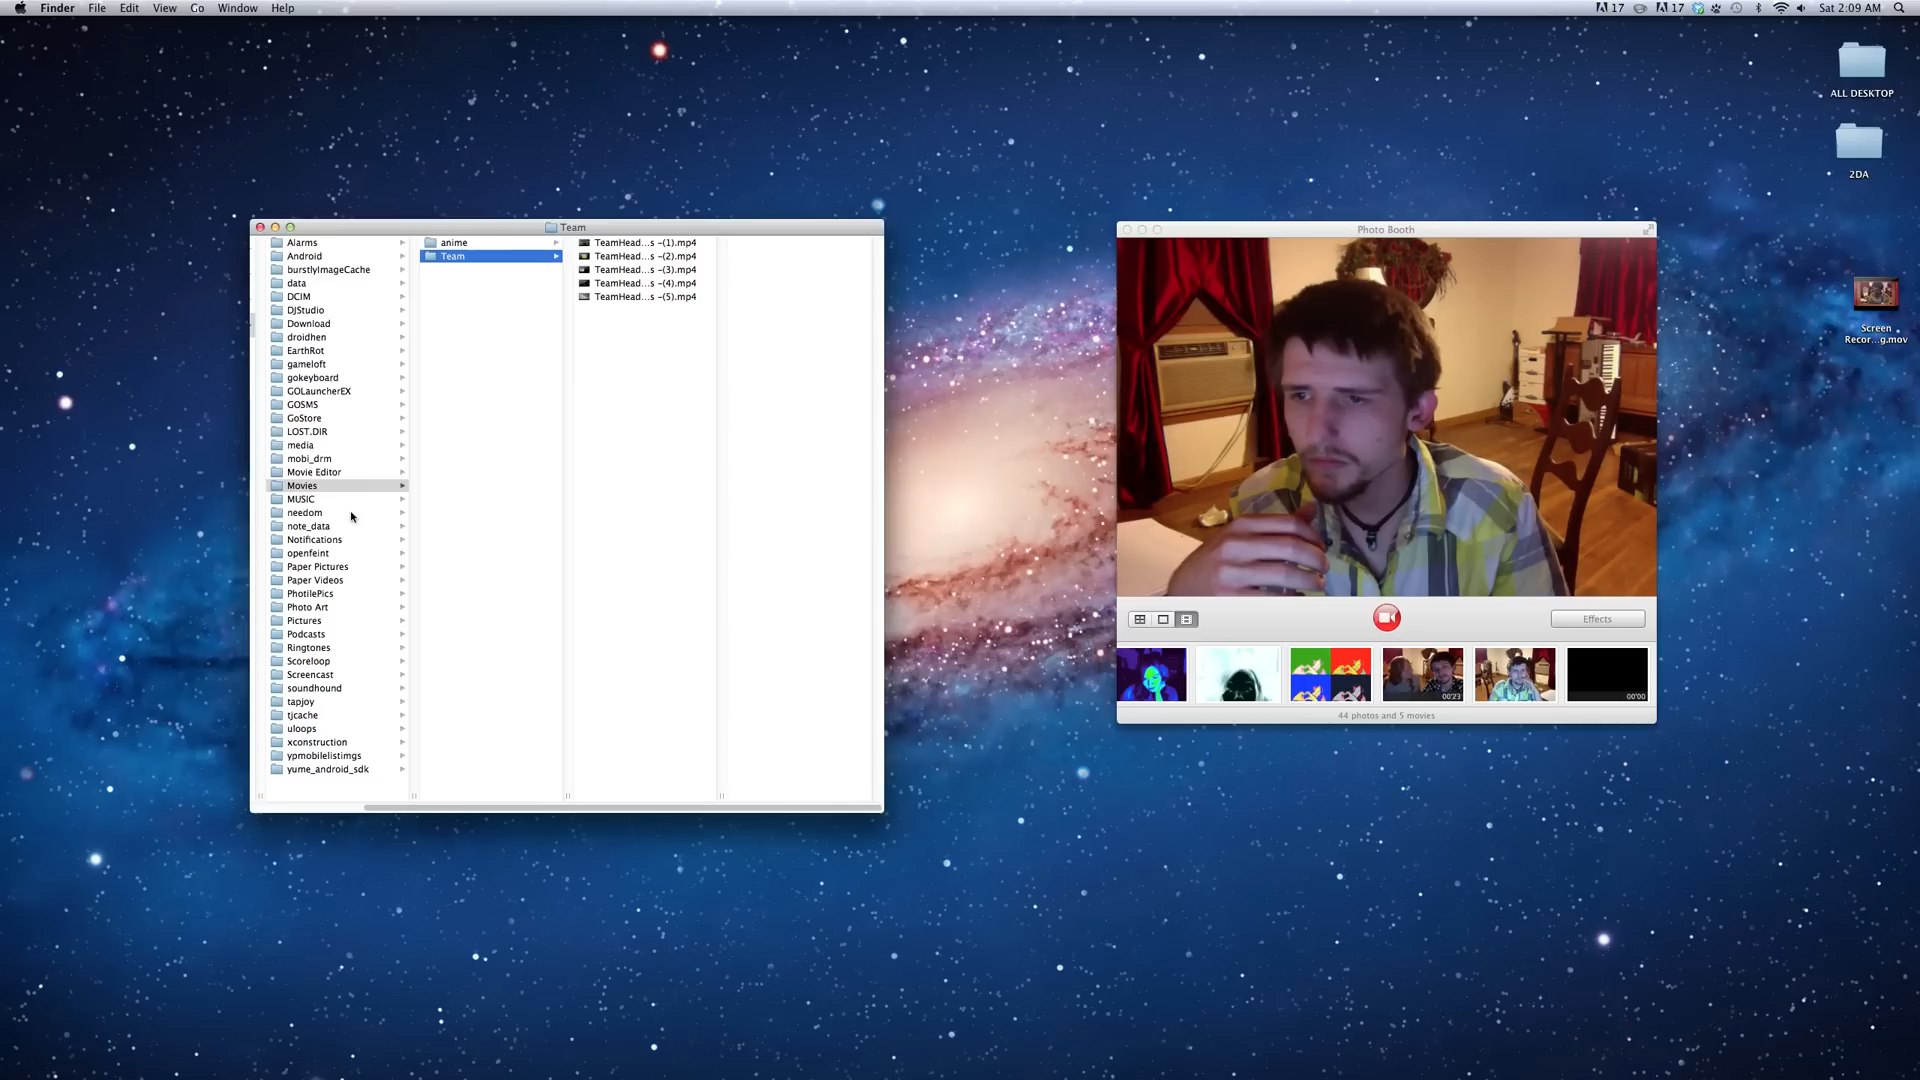 Finder File Edit View Go Window Help
17 17 Sat 2:09 AM
ALL DESKTOP
2DA
Screen
Recor...g.mov
Team
Alarms
Android
burstlyImageCache
data
DCIM
DJStudio
Download
droidhen
EarthRot
gameloft
gokeyboard
GOLauncherEX
GOSMS
GoStore
LOST.DIR
media
mobi_drm
Movie Editor
Movies
MUSIC
needom
note_data
Notifications
openfeint
Paper Pictures
Paper Videos
PhotilePics
Photo Art
Pictures
Podcasts
Ringtones
Scoreloop
Screencast
soundhound
tapjoy
tjcache
uloops
xconstruction
ypmobilelistimgs
yume_android_sdk
anime
Team
TeamHead...s -(1).mp4
TeamHead...s -(2).mp4
TeamHead...s -(3).mp4
TeamHead...s -(4).mp4
TeamHead...s -(5).mp4
Photo Booth
Effects
00'23
00'00
44 photos and 5 movies